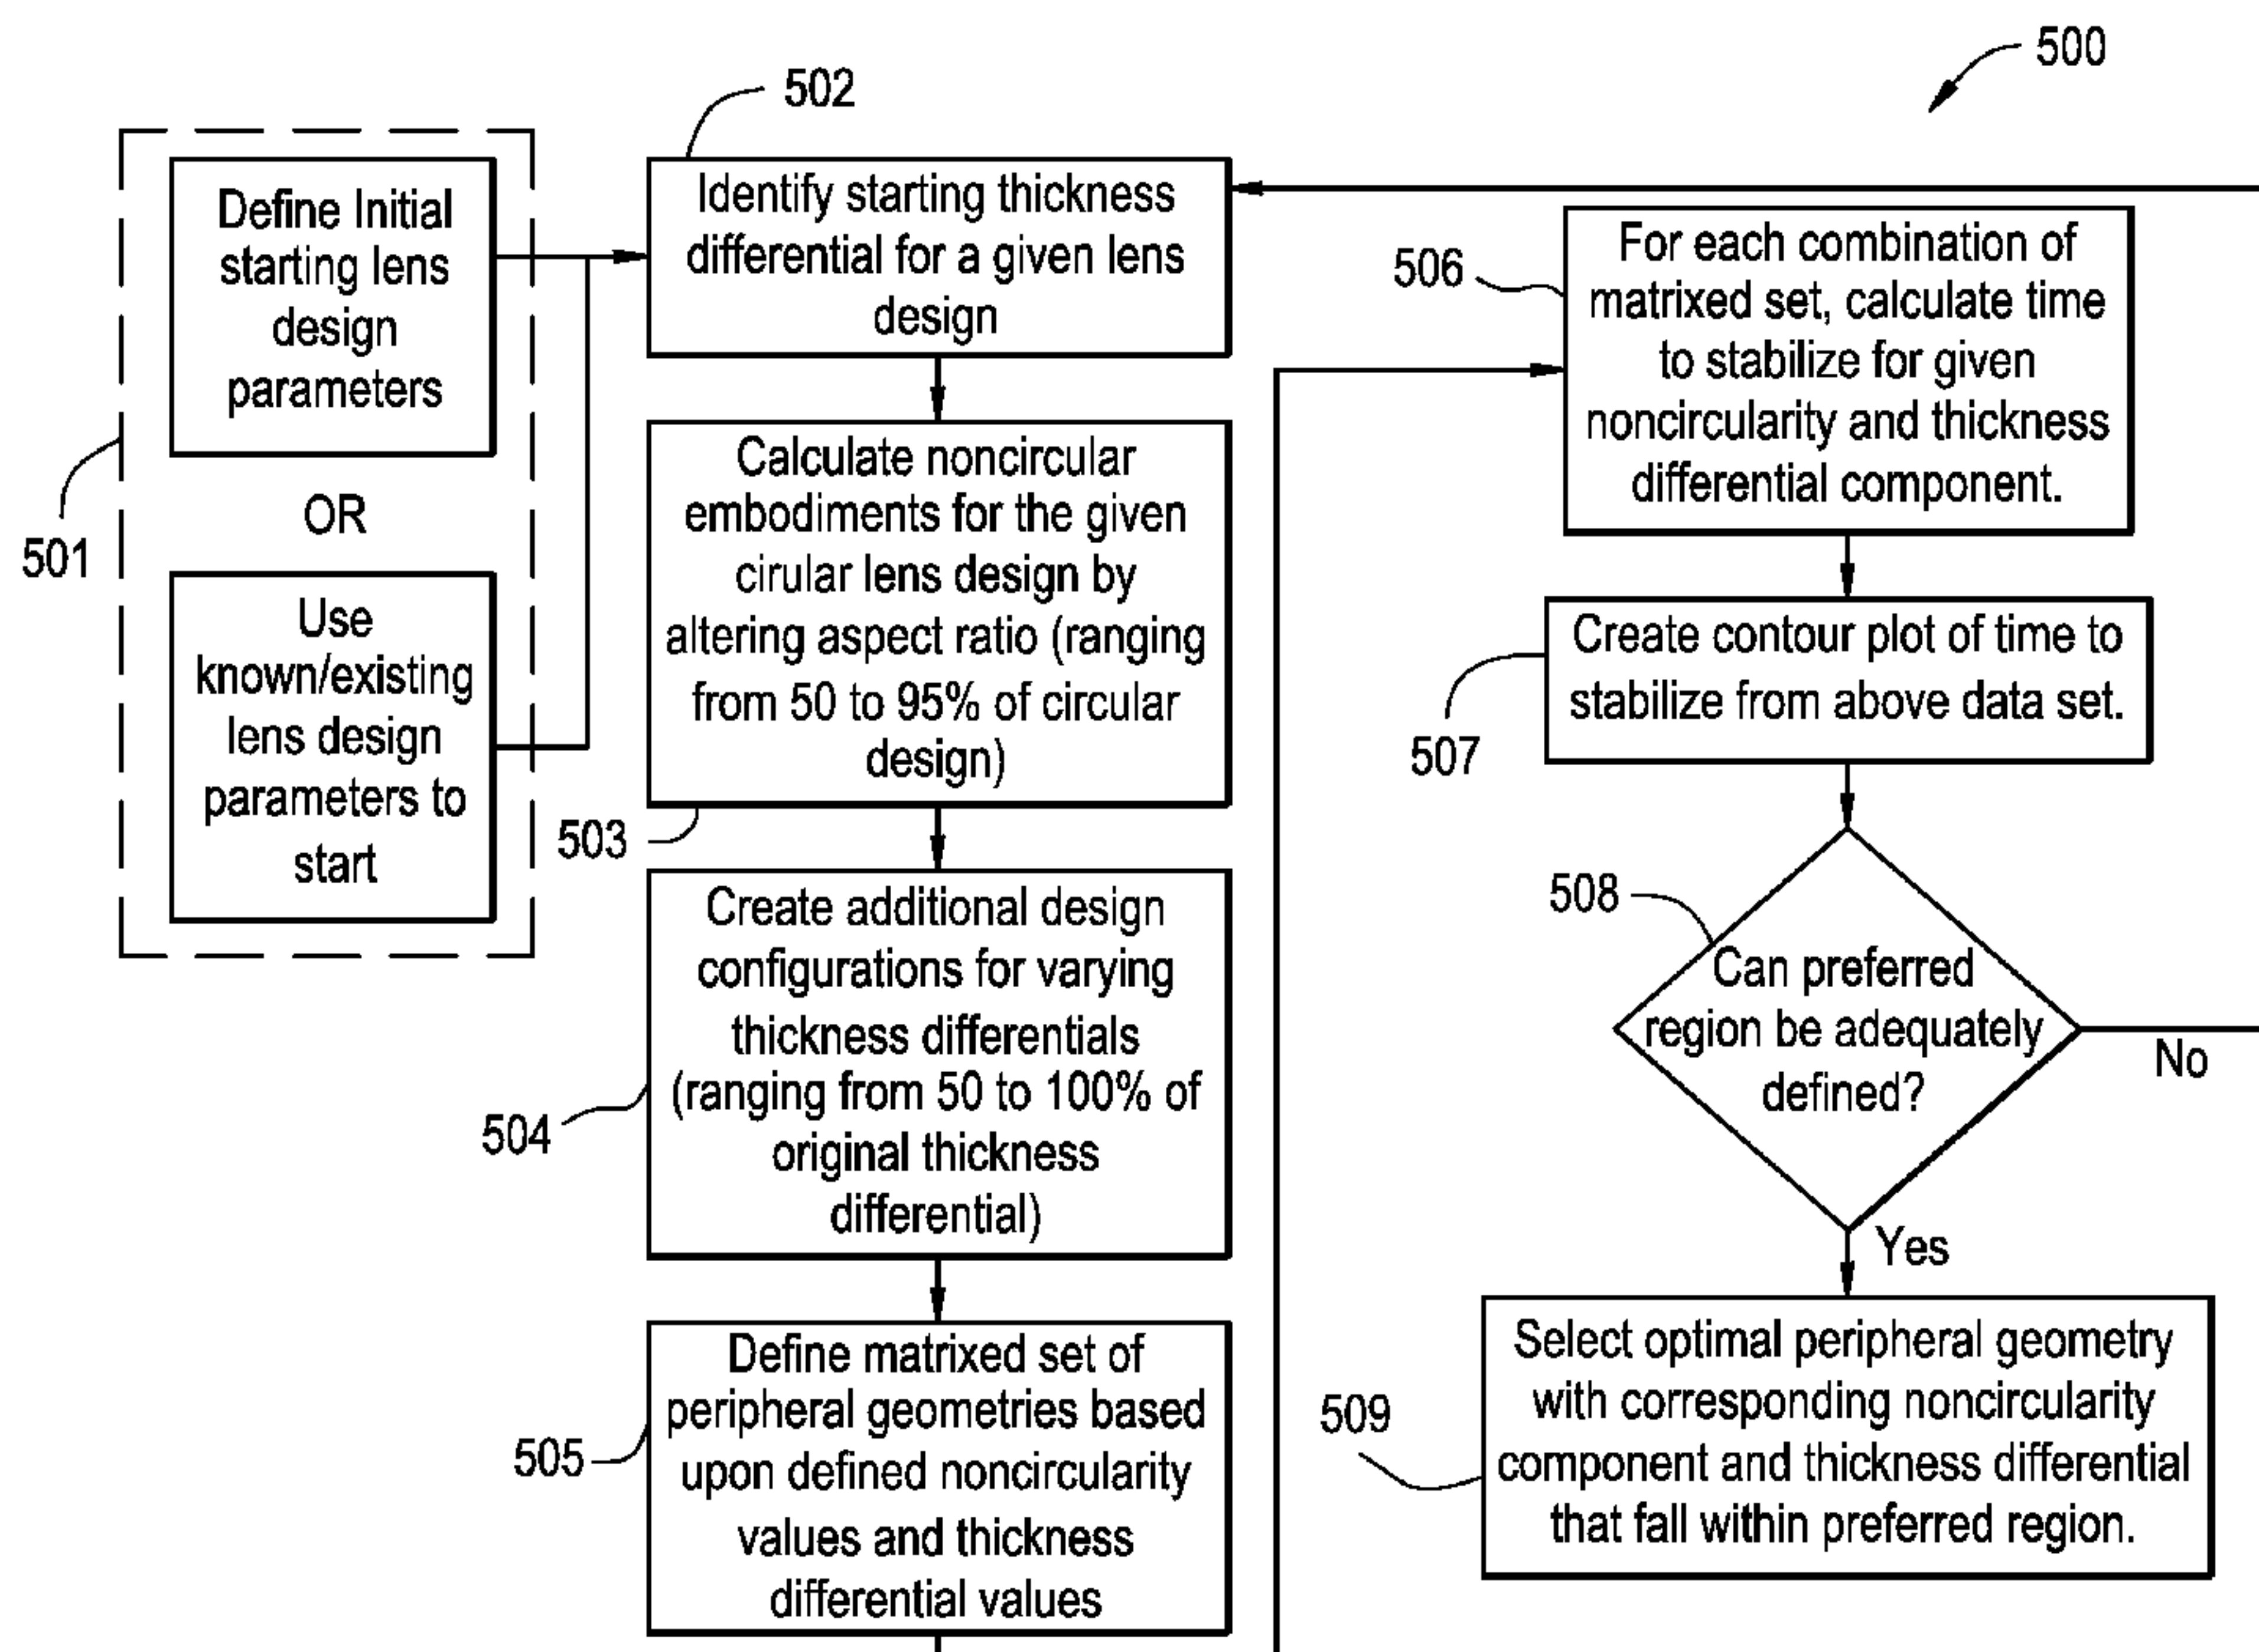 500
502
Define Initial
starting lens
design
parameters
OR
Use
known/existing
lens design
parameters to
start
501
Identify starting thickness
differential for a given lens
design
Calculate noncircular
embodiments for the given
cirular lens design by
altering aspect ratio (ranging
from 50 to 95% of circular
design)
503
Create additional design
configurations for varying
thickness differentials
(ranging from 50 to 100% of
original thickness
differential)
504
Define matrixed set of
peripheral geometries based
upon defined noncircularity
values and thickness
differential values
505
506
For each combination of
matrixed set, calculate time
to stabilize for given
noncircularity and thickness
differential component.
Create contour plot of time to
stabilize from above data set.
507
508
Can preferred
region be adequately
defined?
No
Yes
Select optimal peripheral geometry
with corresponding noncircularity
component and thickness differential
that fall within preferred region.
509